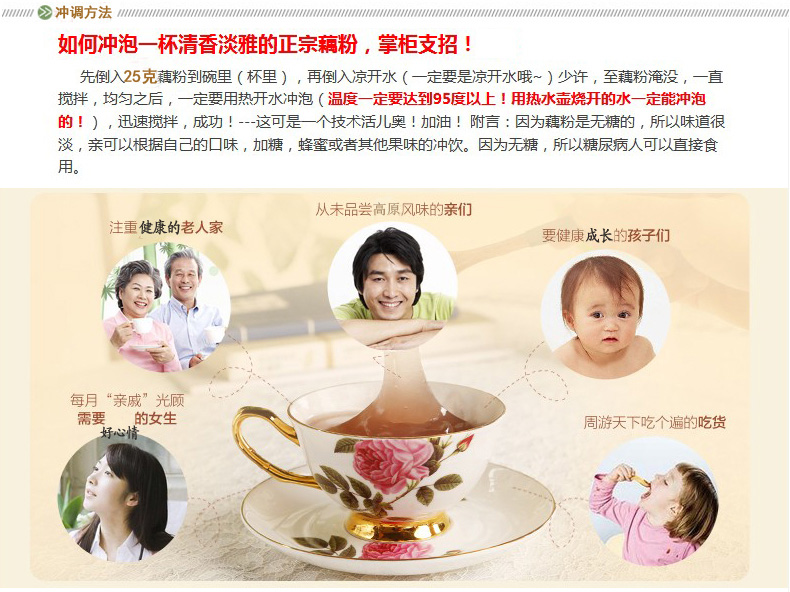 冲调方法
如何冲泡一杯清香淡雅的正宗藕粉，掌柜支招！
先倒入25克藕粉到碗里（杯里），再倒入凉开水（一定要是凉开水哦~）少许，至藕粉淹没，一直
搅拌，均匀之后，一定要用热开水冲泡（温度一定要达到95度以上！用热水壶烧开的水一定能冲泡
的！），迅速搅拌，成功！---这可是一个技术活儿奥！加油！ 附言：因为藕粉是无糖的，所以味道很
淡，亲可以根据自己的口味，加糖，蜂蜜或者其他果味的冲饮。因为无糖，所以糖尿病人可以直接食
用。
从未品尝高原风味的亲们
注重健康的老人家
要健康成长的孩子们
每月“亲戚”光顾
需要 的女生
好心情
周游天下吃个遍的吃货